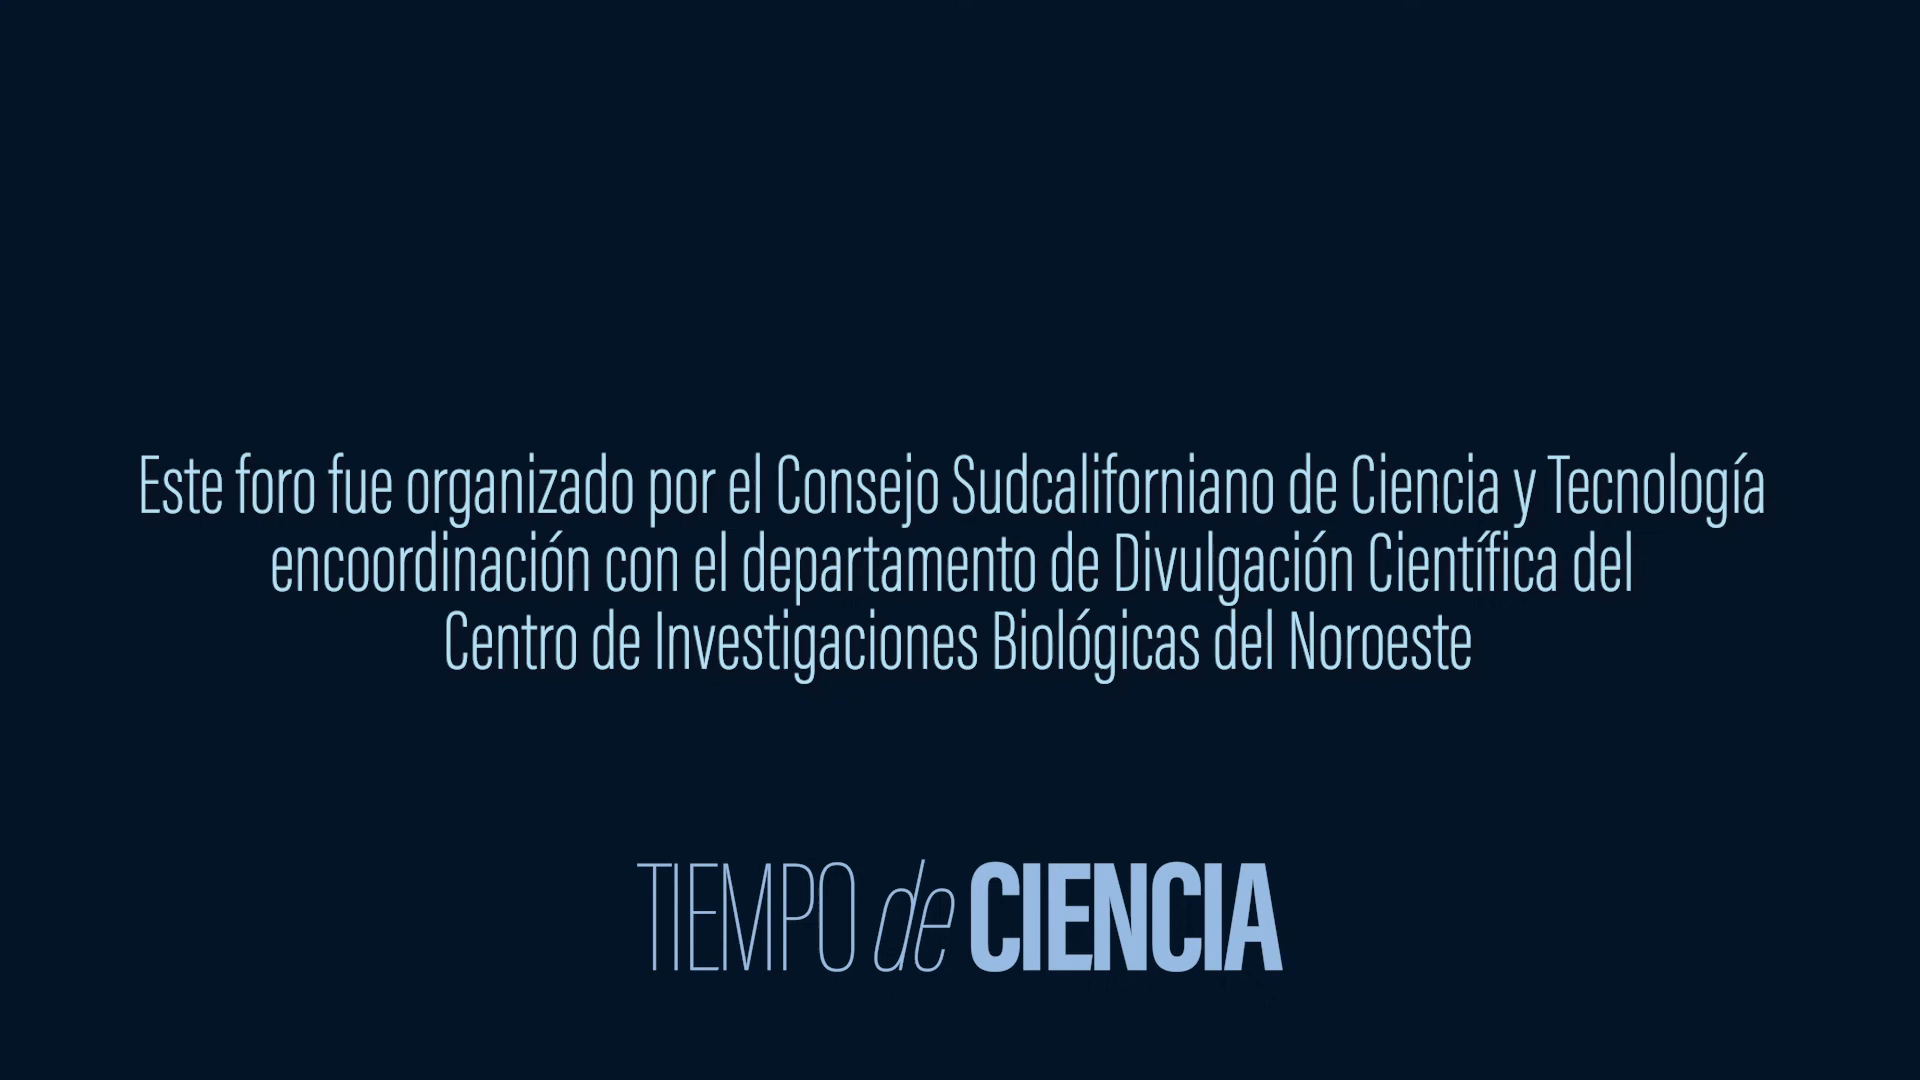 Este foro fue organizado por el Consejo Sudcaliforniano de Ciencia y Tecnología
encoordinación con el departamento de Divulgación Científica del
Centro de Investigaciones Biológicas del Noroeste
TIEMPO de CIENCIA